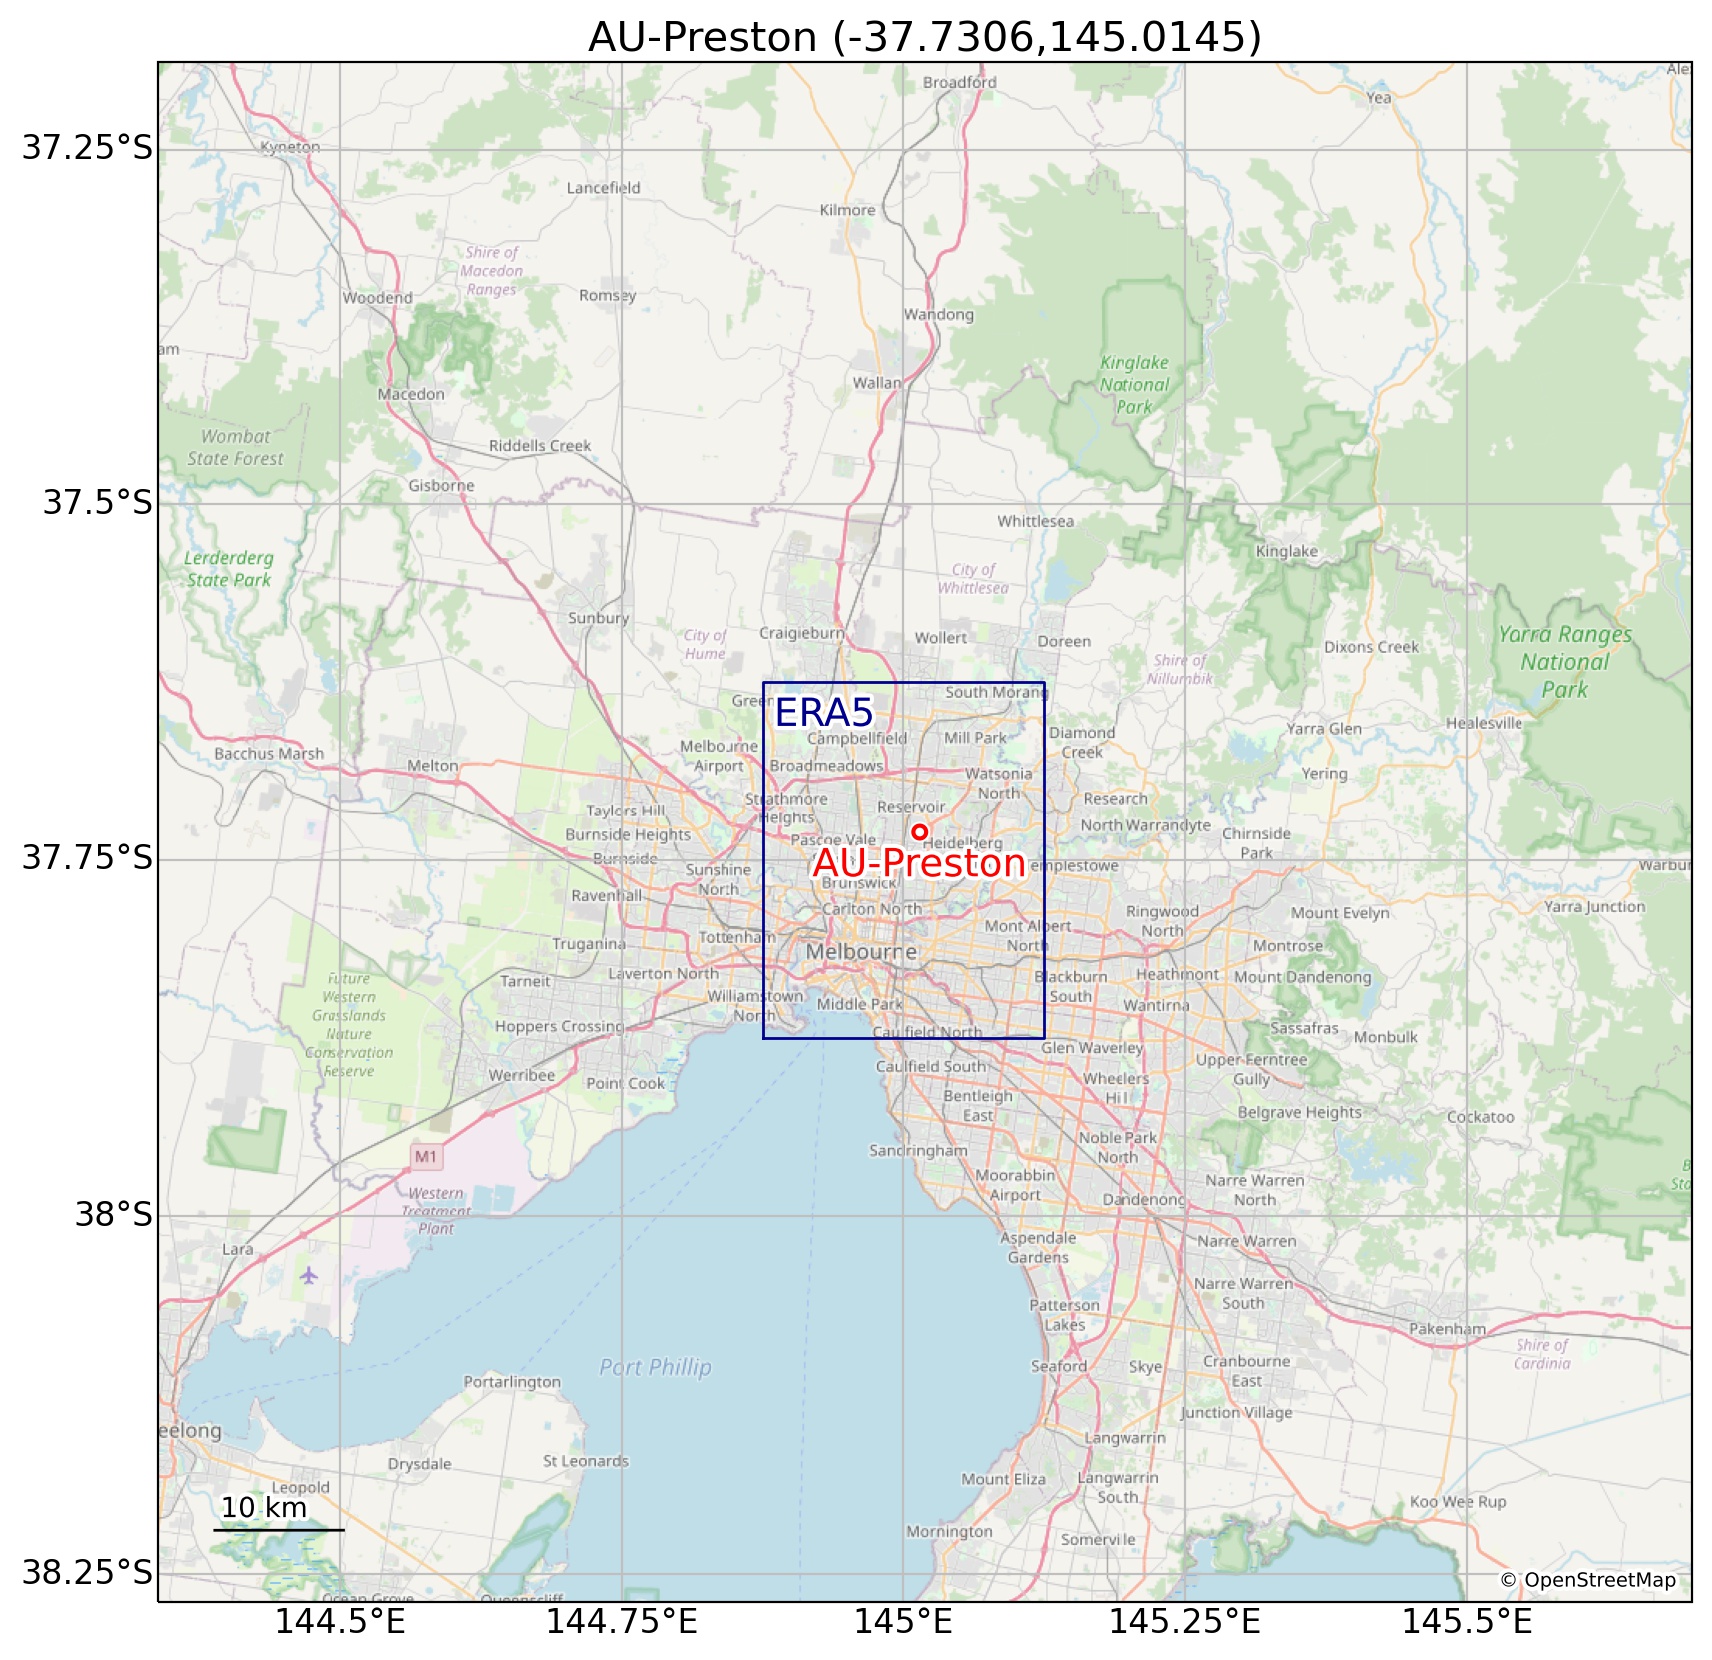 AU-Preston (-37.7306,145.0145)
Broadford
Yea
37.25°S
Kyneton
Lancefield
Kilmore
Shire of
Macedon
Ranges
Woodend
Romsey
Wandong
Kinglake
National
Park
Wallan
Macedon
Wombat
State Forest
Riddells Creek
Gisborne
37.5°S
Whittlesea
Kinglake
Lerderderg
State Park
City of
Whittlesea
Sunbury
Craigieburn
Wollert
Doreen
City of
Hume
Dixons Creek
Shire of
Nillumbik
Yarra Ranges
National
Park
South Morang
ERA5
Healesville
Yarra Glen
Campbellfield
Mill Park
Diamond
Creek
Melbourne
Airport
Bacchus Marsh
Melton
Broadmeadows
Watsonia
North
Yering
Strathmore
Heights
Reservoir
Research
Taylors Hill
Burnside Heights
North Warrandyte
Chirnside
Park
Pascoe Vale
Heidelberg
37.75°S
Burnside
AU-Preston
emplestowe
Warbur
Sunshine
North
Brunswick
Ravenhall
Carlton North
Ringwood
North
Mount Evelyn
Yarra Junction
Mont Albert
North
Tottenham
Truganina
Melbourne
Montrose
Laverton North
Tarneit
Blackburn
South
Heathmont
Mount Dandenong
Future
Western
Grasslands
Nature
Conservation
Reserve
Williamstown
North
Middle Park
Wantirna
Hoppers Crossing
Caulfield North
Sassafras
Monbulk
Glen Waverley
Caulfield South
Upper Ferntree
Gully
Werribee
Point Cook
Wheelers
Hill
Bentleigh
East
Belgrave Heights
Cockatoo
Noble Park
North
Sandringham
M1
Moorabbin
Airport
Narre Warren
North
Western
Treatment
Plant
Dandenong
38°S
Lara
Aspendale
Gardens
Narre Warren
Narre Warren
South
Patterson
Lakes
Pakenham
Shire of
Cardinia
Port Phillip
Seaford
Skye
Cranbourne
East
Portarlington
Junction Village
eelong
Langwarrin
Drysdale
St Leonards
Mount Eliza
Langwarrin
South
Leopold
10 km
Koo Wee Rup
Mornington
Somerville
38.25°S
© OpenStreetMap
Ocean Grove
Queenscliff
144.5°E
144.75°E
145°E
145.25°E
145.5°E